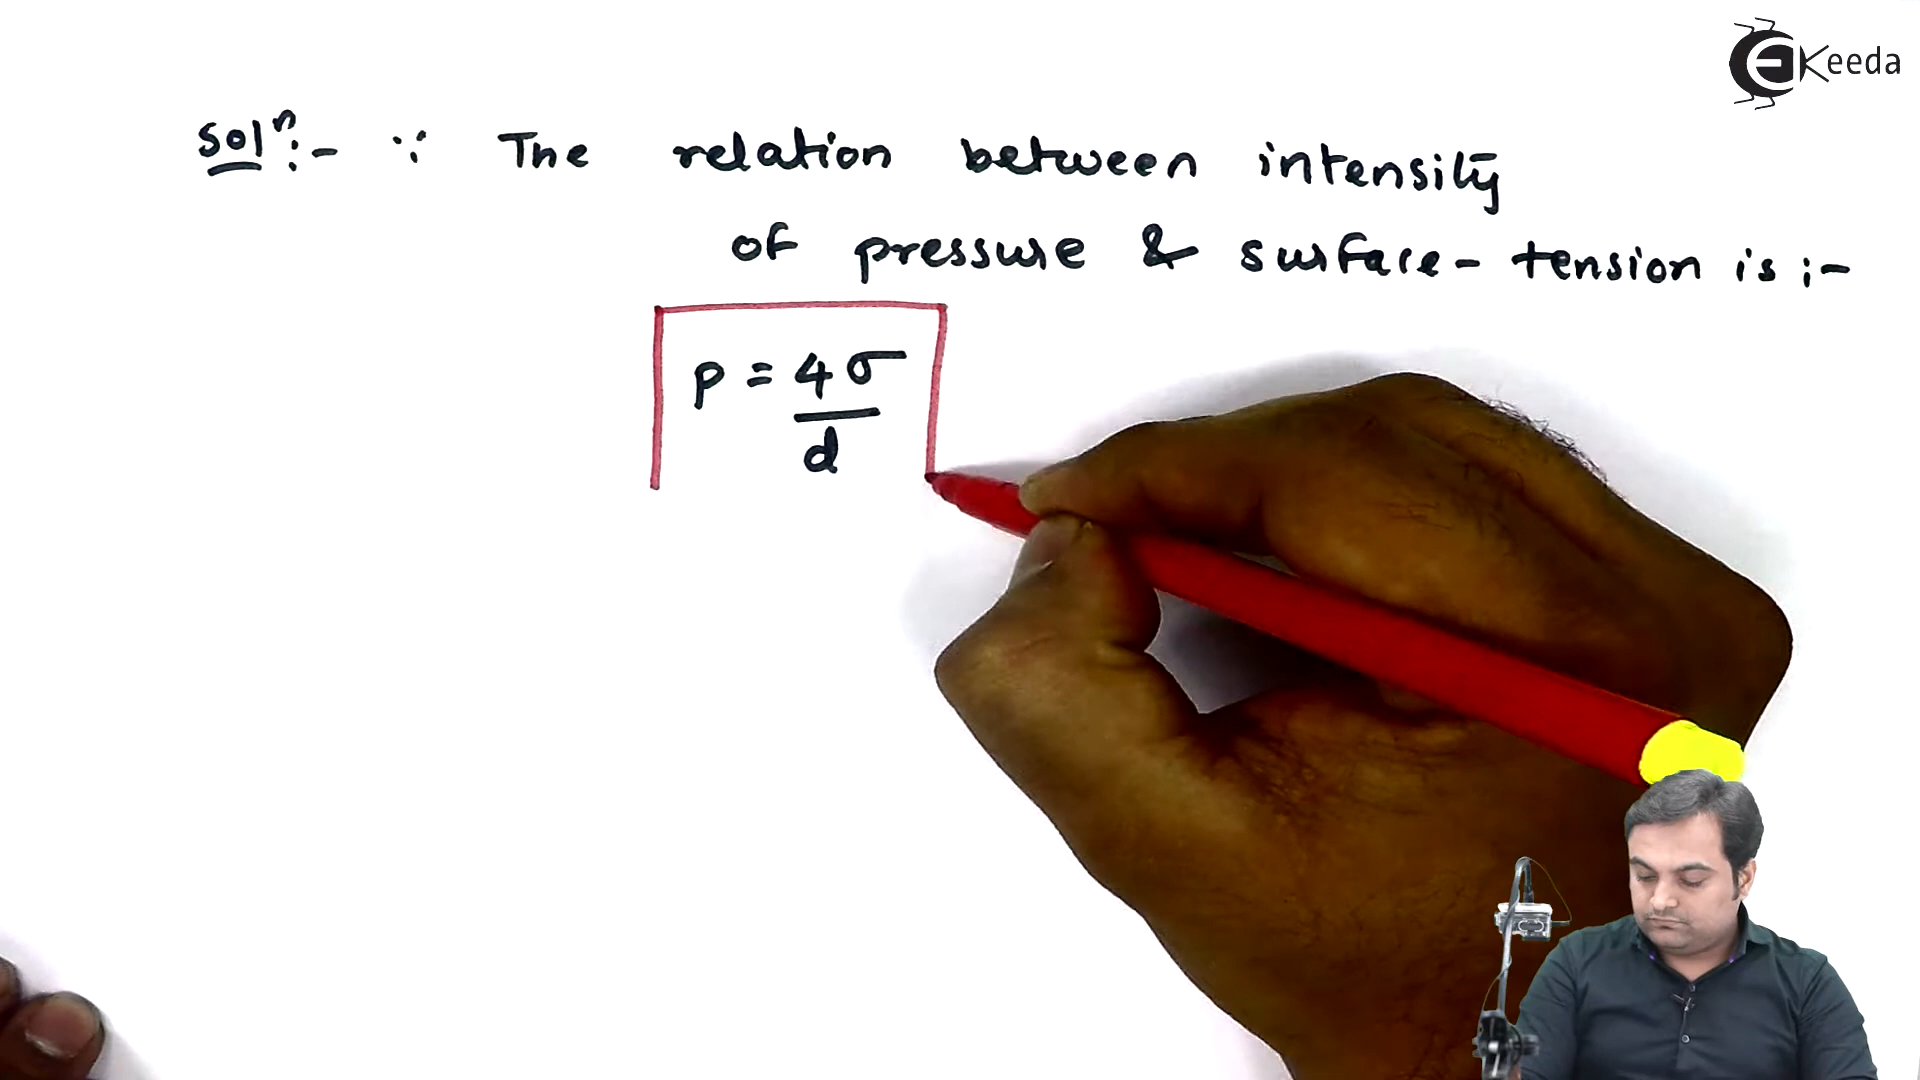 Keeda
Solⁿ:- ∵ The relation between intensity
of pressure & surface-tension is :-
p = 4σ
d